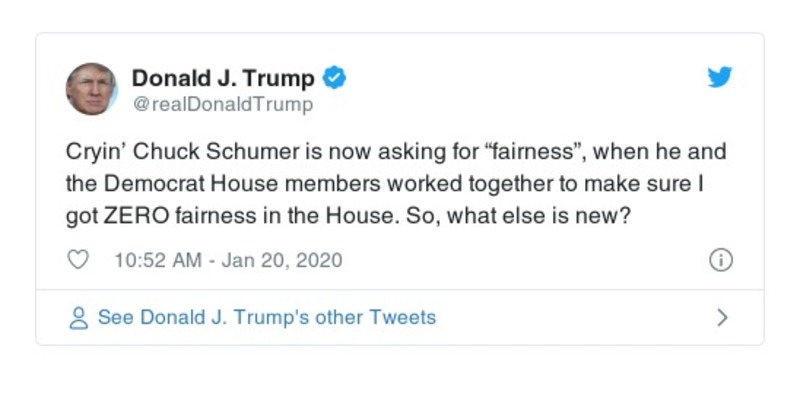 Donald J. Trump
@realDonaldTrump
Cryin’ Chuck Schumer is now asking for “fairness”, when he and
the Democrat House members worked together to make sure I
got ZERO fairness in the House. So, what else is new?
10:52 AM - Jan 20, 2020
See Donald J. Trump's other Tweets